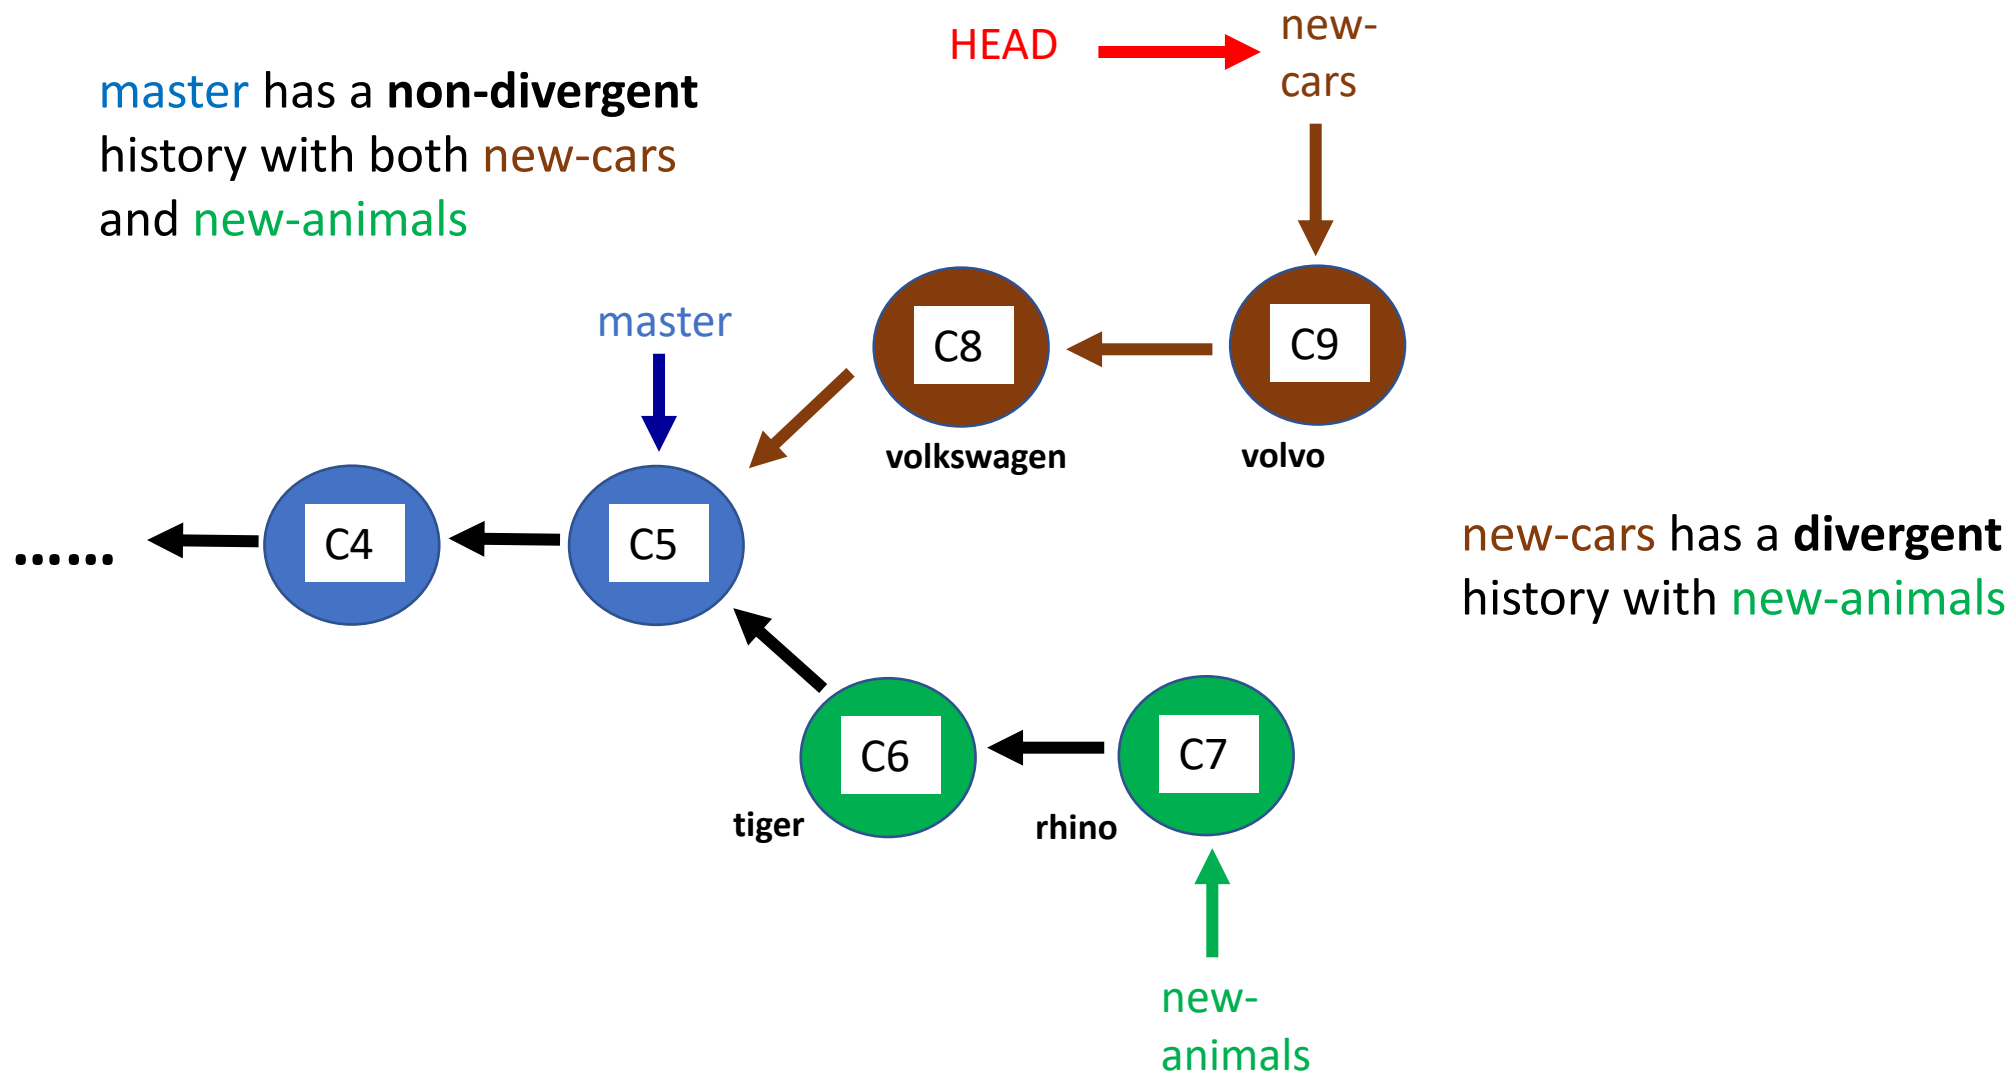 HEAD
new-
cars
master has a non-divergent
history with both new-cars
and new-animals
master
C8
C9
volkswagen
volvo
......
C4
C5
new-cars has a divergent
history with new-animals
C6
C7
tiger
rhino
new-
animals